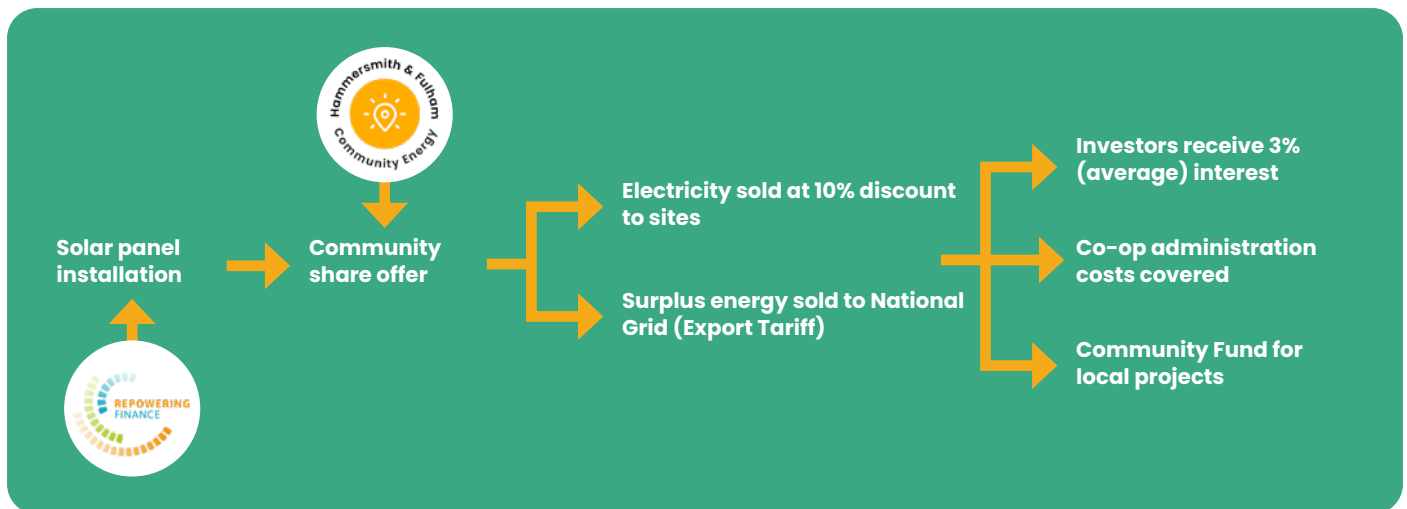 Hammersmith & Fulham
Community Energy
Solar panel
installation
Community
share offer
REPOWERING
FINANCE
Electricity sold at 10% discount
to sites
Surplus energy sold to National
Grid (Export Tariff)
Investors receive 3%
(average) interest
Co-op administration
costs covered
Community Fund for
local projects